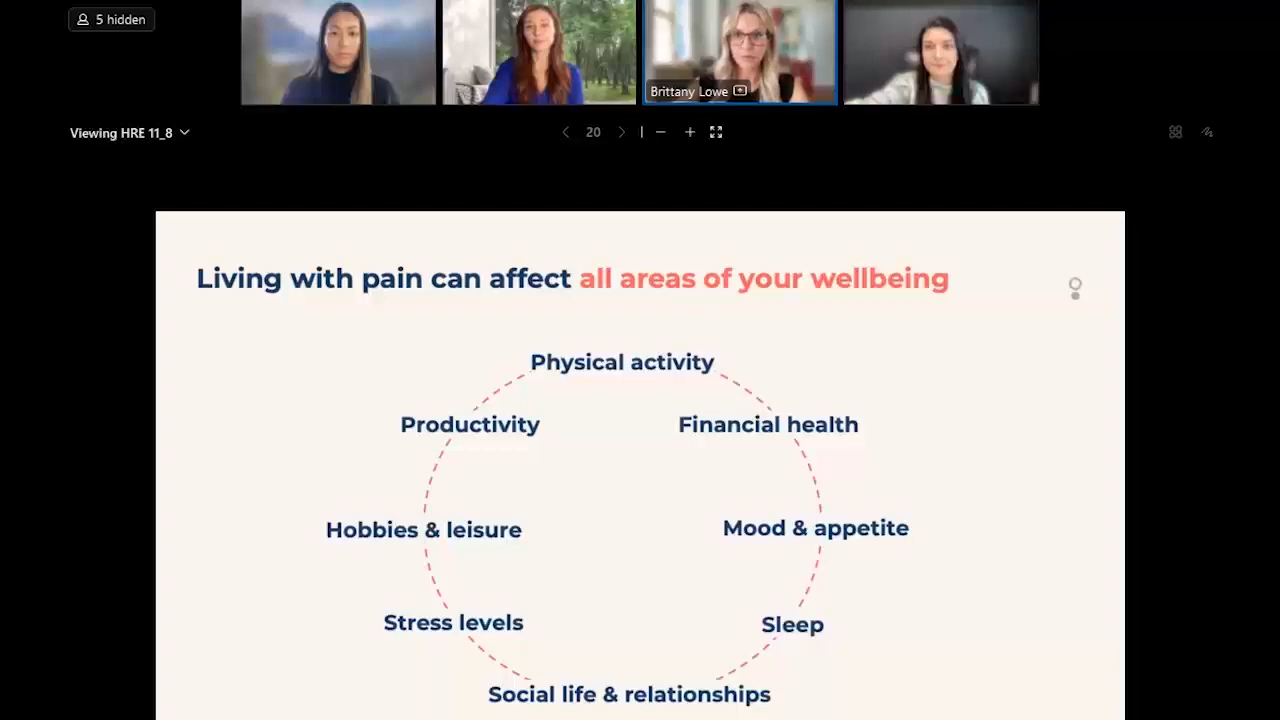 5 hidden
Brittany Lowe
Viewing HRE 11_8
20
Living with pain can affect all areas of your wellbeing
Physical activity
Productivity
Financial health
Hobbies & leisure
Mood & appetite
Stress levels
Sleep
Social life & relationships